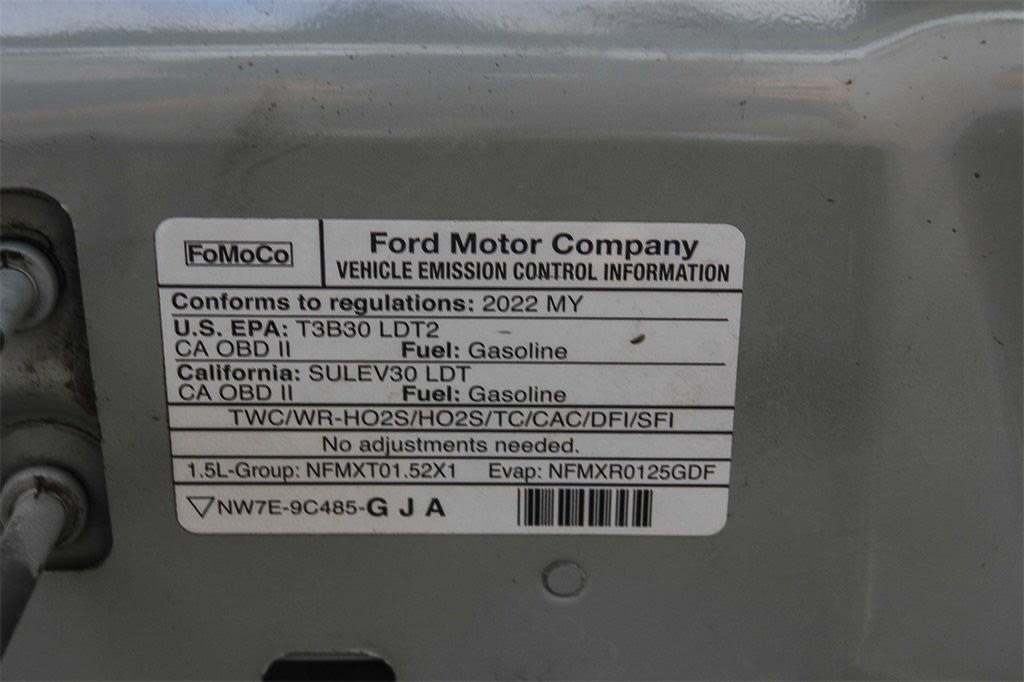 FoMoCo
Ford Motor Company
VEHICLE EMISSION CONTROL INFORMATION
Conforms to regulations: 2022 MY
U.S. EPA: T3B30 LDT2
CA OBD II Fuel: Gasoline
California: SULEV30 LDT
CA OBD II Fuel: Gasoline
TWC/WR-HO2S/HO2S/TC/CAC/DFI/SFI
No adjustments needed.
1.5L-Group: NFMXT01.52X1 Evap: NFMXR0125GDF
NW7E-9C485-G J A